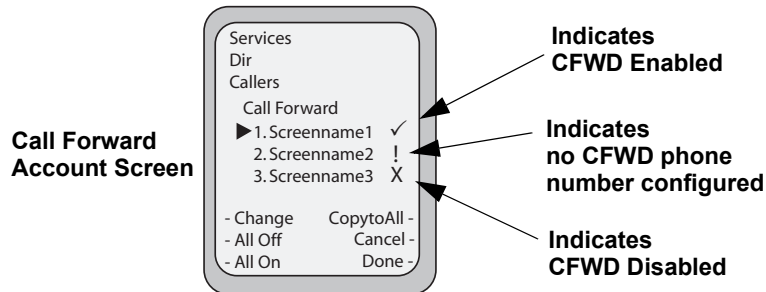 Call Forward
Account Screen
Services
Dir
Callers
Call Forward
▶1. Screenname1 ✓
2. Screenname2 !
3. Screenname3 X
- Change CopytoAll -
- All Off Cancel -
- All On Done -
Indicates
CFWD Enabled
Indicates
no CFWD phone
number configured
Indicates
CFWD Disabled